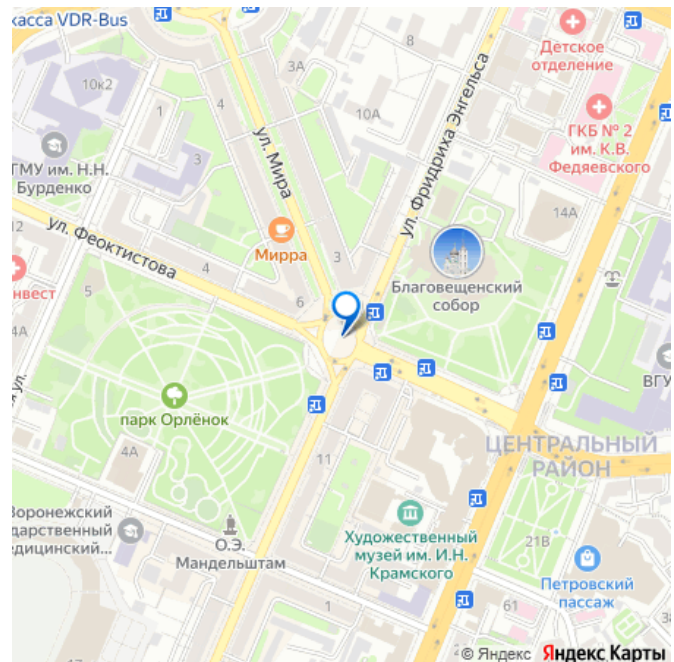 касса VDR-Bus
Детское
отделение
8
10к2
3А
4
1
10А
ГКБ № 2
им. К.В.
Федяевского
ГМУ им. Н.Н.
Бурденко
ул. Мира
ул. Фридриха Энгельса
3
14А
12
ул. Феоктистова
4
Мирра
3
Благовещенский
собор
инвест
5
6
4А
ВГУ
парк Орлёнок
ул.
ЦЕНТРАЛЬНЫЙ
РАЙОН
4А
11
Воронежский
дарственный
едицинский...
О.Э.
Мандельштам
Художественный
музей им. И.Н.
Крамского
21В
Петровский
пассаж
1
61
© Яндекс Яндекс Карты